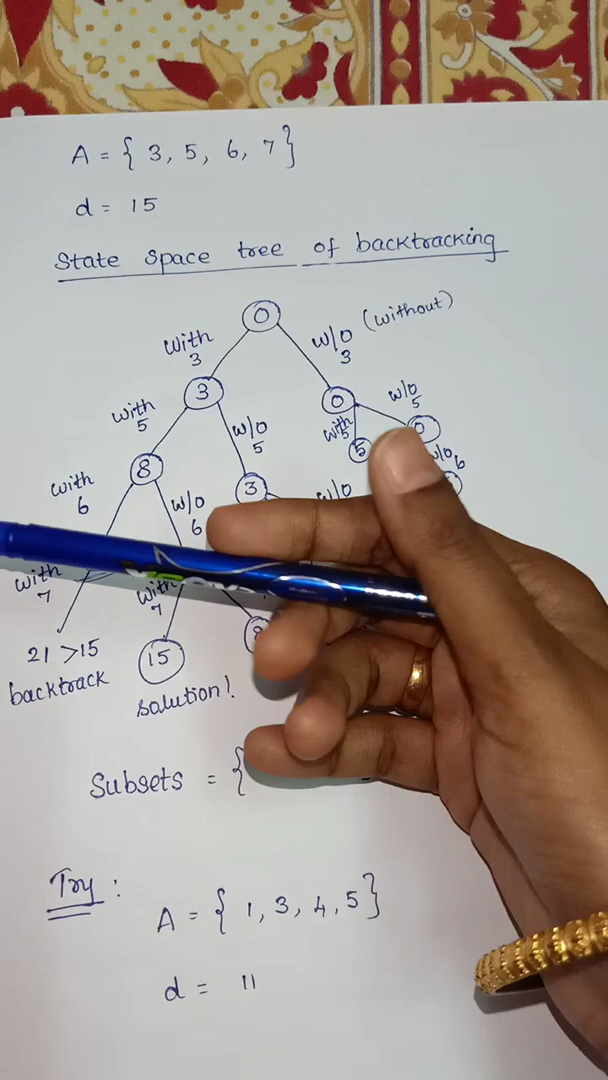 A = { 3, 5, 6, 7 }
d = 15
State space tree of backtracking
0
with 3
w/o 3
(without)
3
0
with 5
w/o 5
with 5
w/o 5
8
3
5
with 6
w/o 6
w/o
w/o 6
with 7
with 7
21 > 15
backtrack
15
solution!
Subsets = {
Try :
A = { 1, 3, 4, 5 }
d = 11